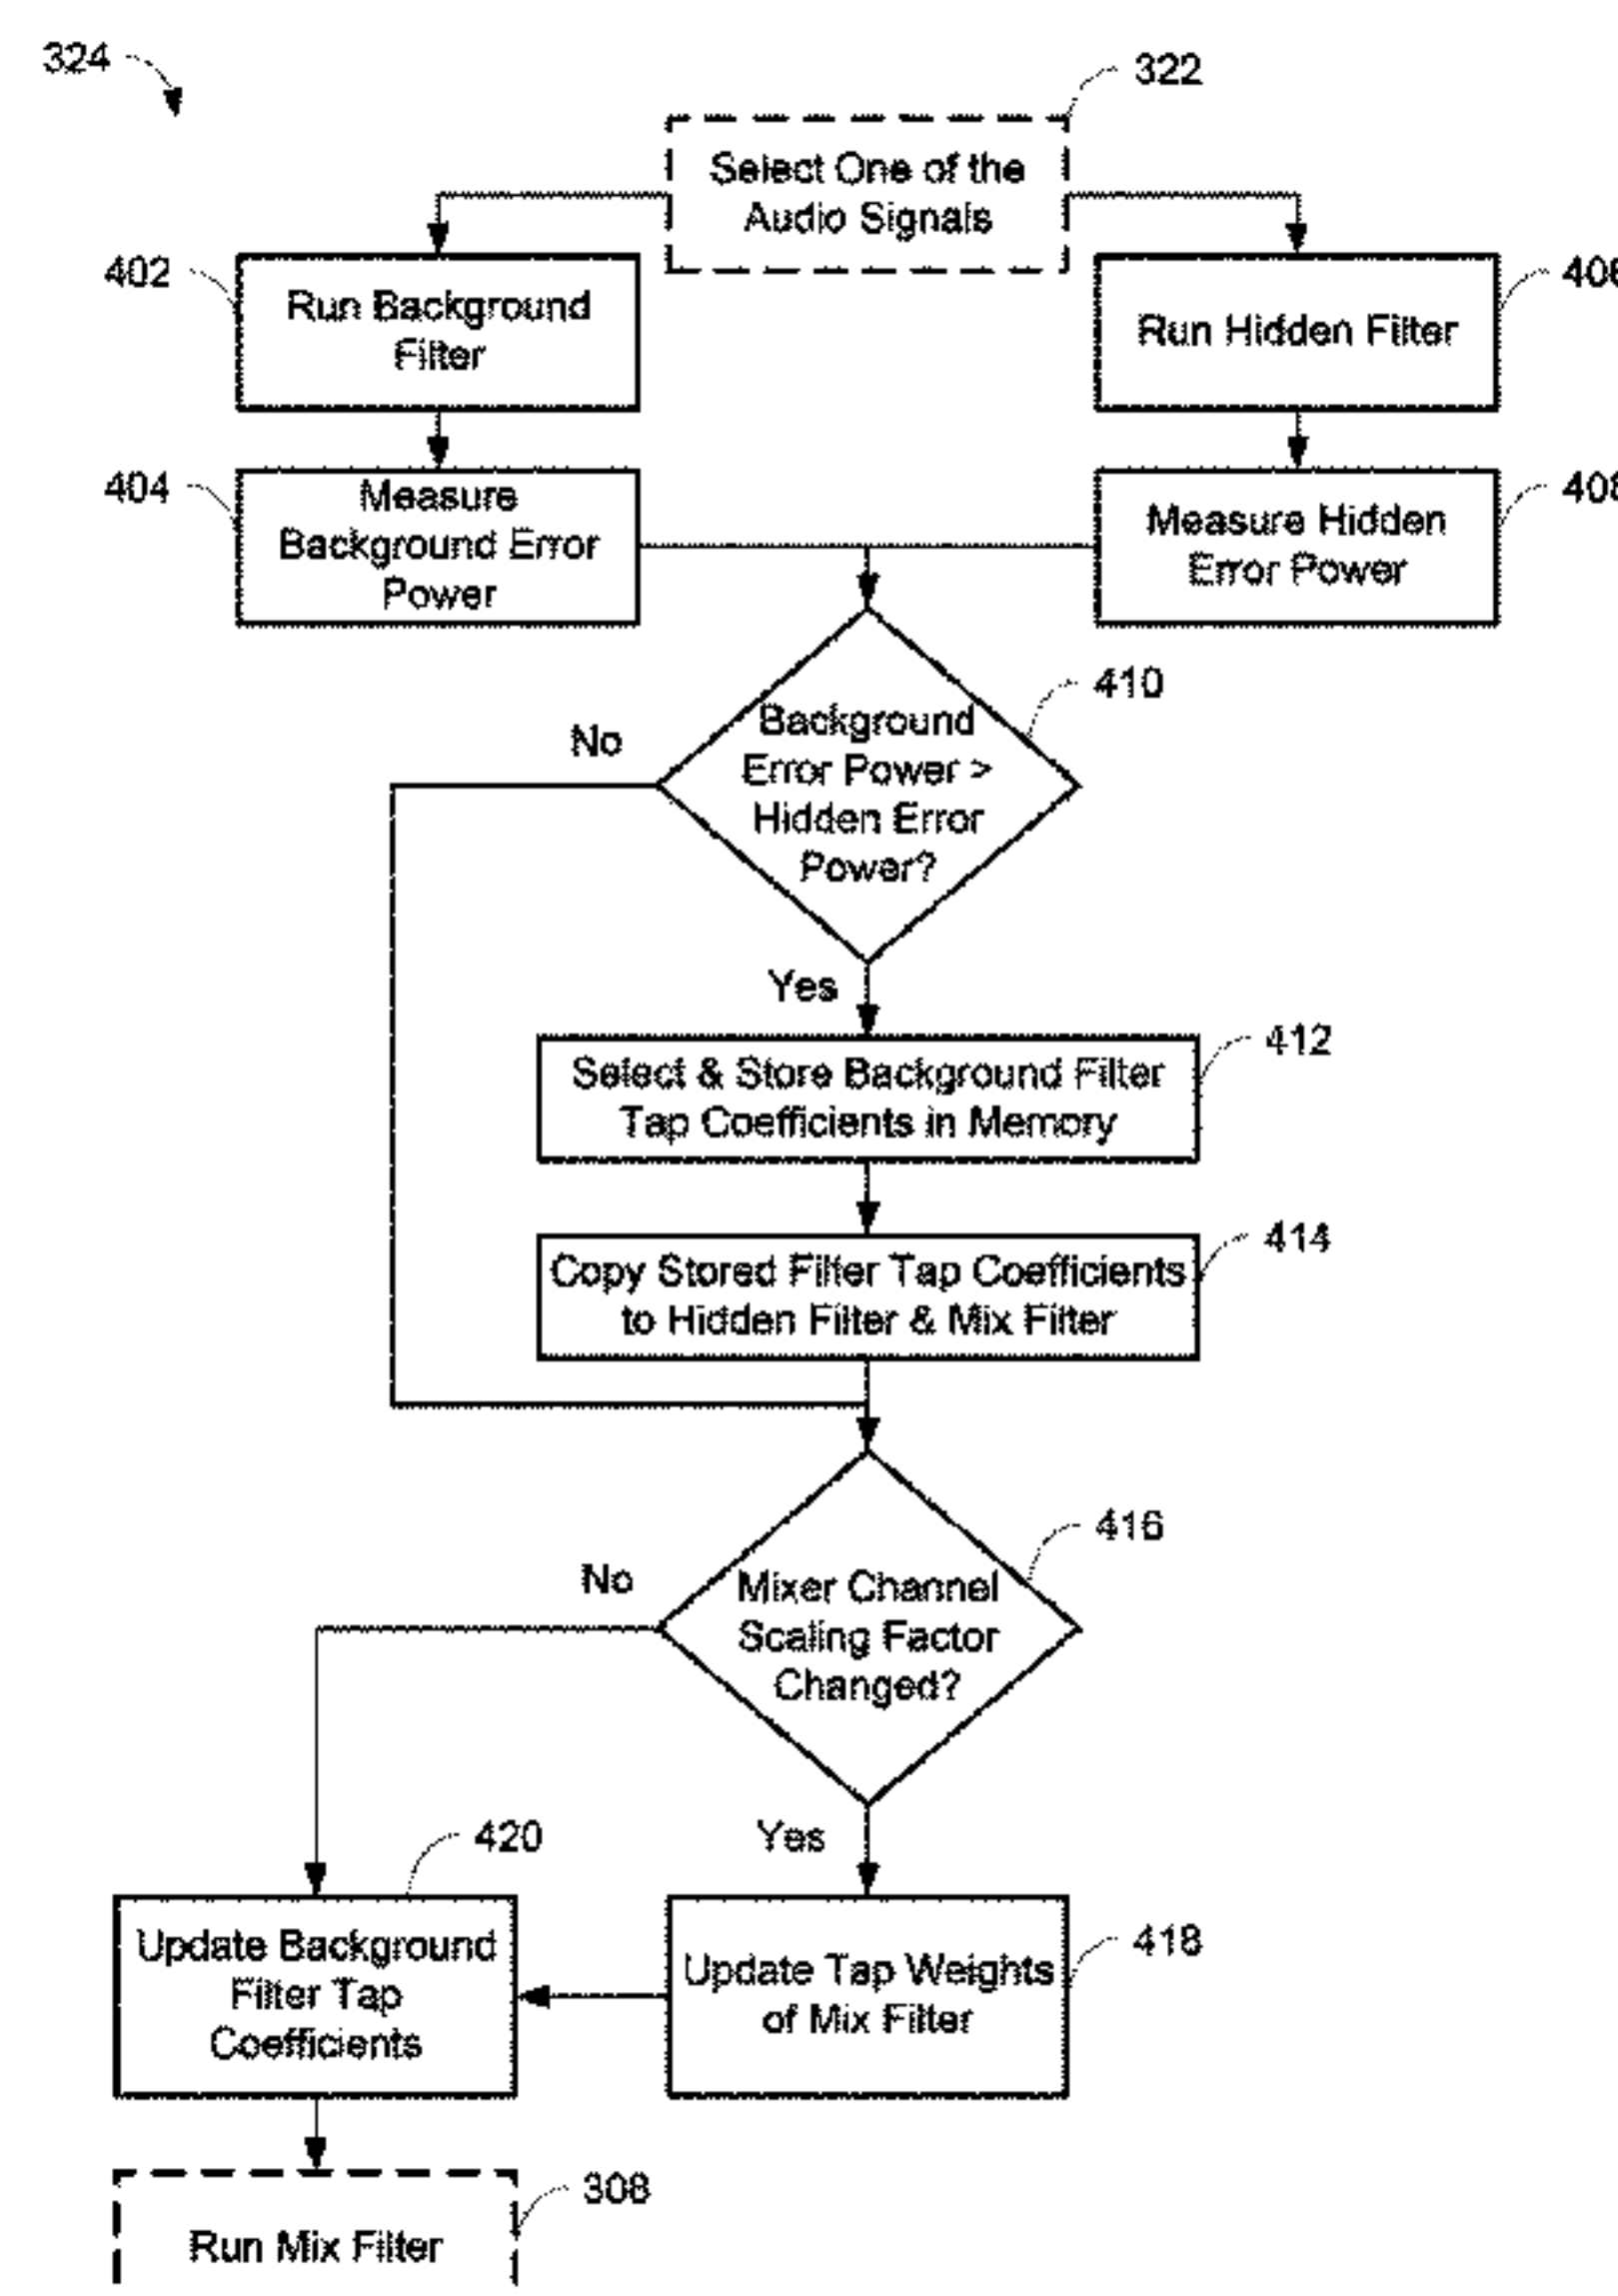 324
322
Select One of the
Audio Signals
402
Run Background
Filter
406
Run Hidden Filter
404
Measure
Background Error
Power
408
Measure Hidden
Error Power
410
No
Background
Error Power >
Hidden Error
Power?
Yes
412
Select & Store Background Filter
Tap Coefficients in Memory
414
Copy Stored Filter Tap Coefficients
to Hidden Filter & Mix Filter
416
No
Mixer Channel
Scaling Factor
Changed?
Yes
420
Update Background
Filter Tap
Coefficients
418
Update Tap Weights
of Mix Filter
308
Run Mix Filter